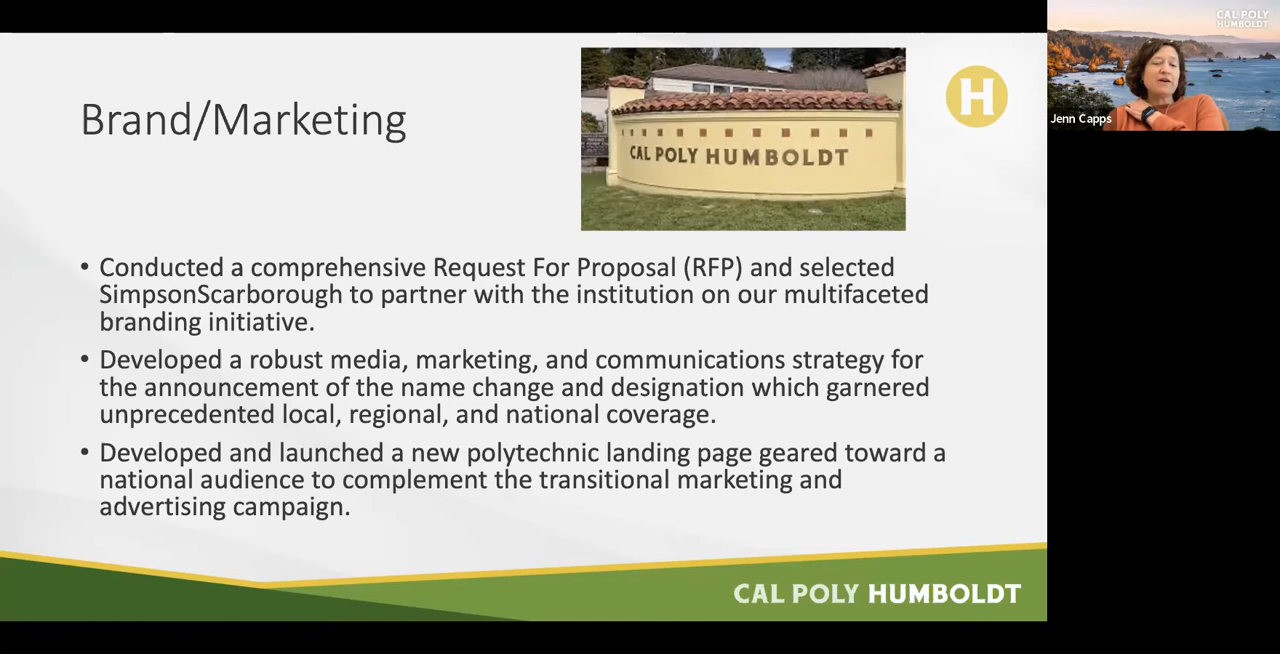 Brand/Marketing
CAL POLY HUMBOLDT
H
CAL POLY
HUMBOLDT
Jenn Capps
• Conducted a comprehensive Request For Proposal (RFP) and selected
SimpsonScarborough to partner with the institution on our multifaceted
branding initiative.
• Developed a robust media, marketing, and communications strategy for
the announcement of the name change and designation which garnered
unprecedented local, regional, and national coverage.
• Developed and launched a new polytechnic landing page geared toward a
national audience to complement the transitional marketing and
advertising campaign.
CAL POLY HUMBOLDT